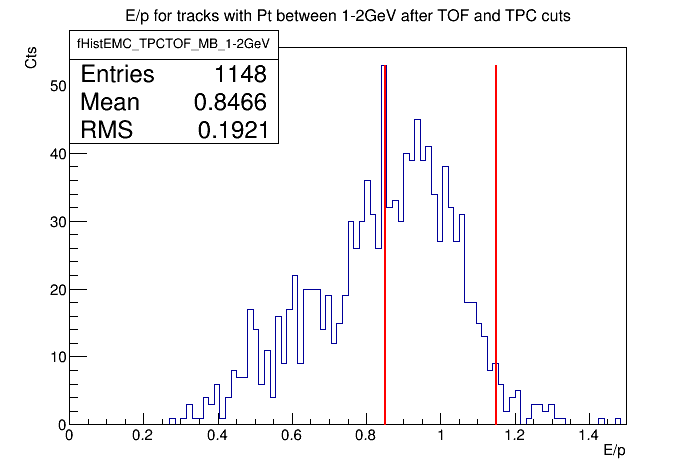 E/p for tracks with Pt between 1-2GeV after TOF and TPC cuts
fHistEMC_TPCTOF_MB_1-2GeV
Entries 1148
Mean 0.8466
RMS 0.1921
Cts
50
40
30
20
10
0
0 0.2 0.4 0.6 0.8 1 1.2 1.4
E/p